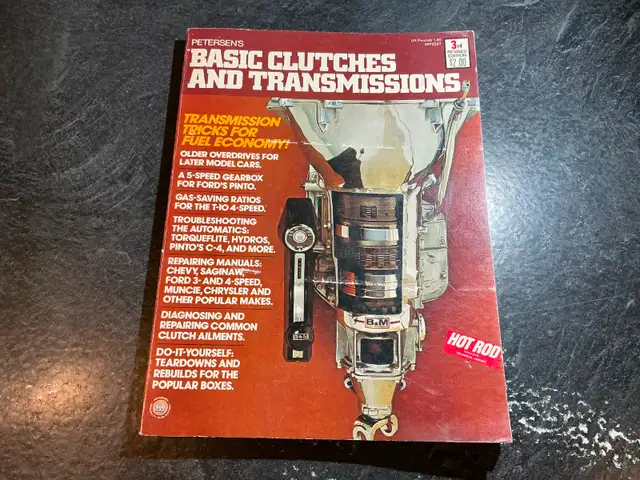 PETERSEN'S
BASIC CLUTCHES
AND TRANSMISSIONS
3RD
REVISED
EDITION
$2.00
TRANSMISSION
TRICKS FOR
FUEL ECONOMY!
OLDER OVERDRIVES FOR
LATER MODEL CARS.
A 5-SPEED GEARBOX
FOR FORD'S PINTO.
GAS-SAVING RATIOS
FOR THE T-10 4-SPEED.
TROUBLESHOOTING
THE AUTOMATICS:
TORQUEFLITE, HYDROS,
PINTO'S C-4, AND MORE.
REPAIRING MANUALS:
CHEVY, SAGINAW,
FORD 3- AND 4-SPEED,
MUNCIE, CHRYSLER AND
OTHER POPULAR MAKES.
DIAGNOSING AND
REPAIRING COMMON
CLUTCH AILMENTS.
DO-IT-YOURSELF:
TEARDOWNS AND
REBUILDS FOR THE
POPULAR BOXES.
B&M
B&M
HOT ROD